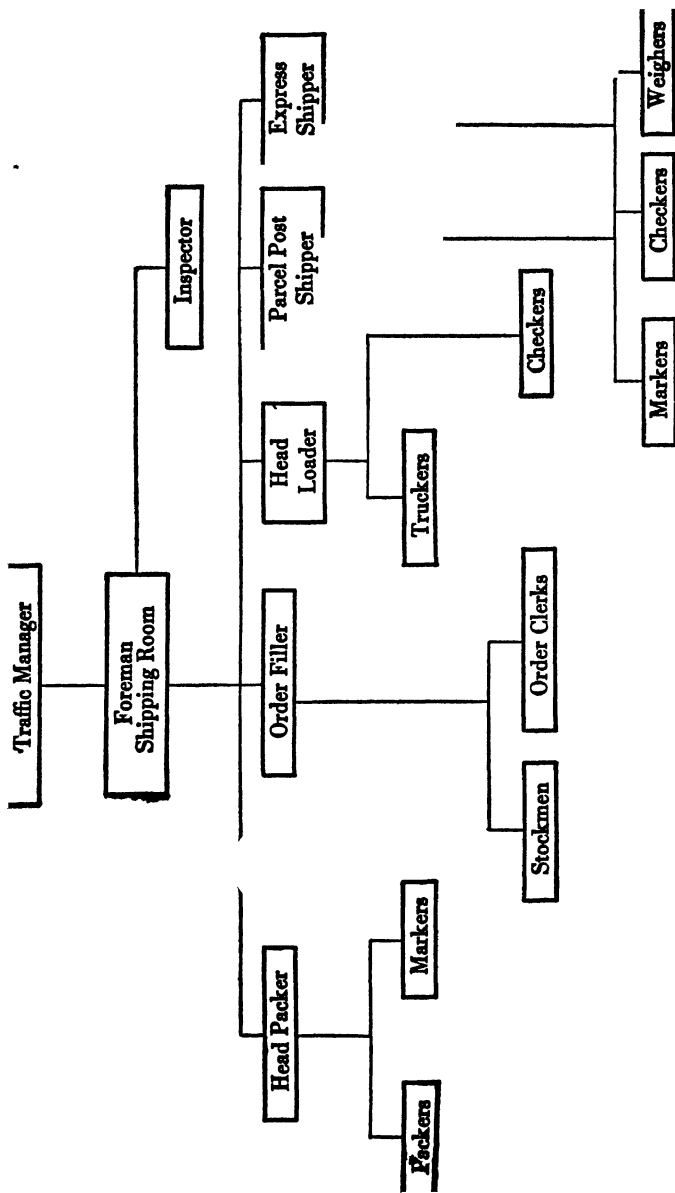 Traffic Manager
Foreman
Shipping Room
Inspector
Head Packer
Order Filler
Head
Loader
Parcel Post
Shipper
Express
Shipper
Packers
Markers
Truckers
Stockmen
Order Clerks
Checkers
Markers
Checkers
Weighers